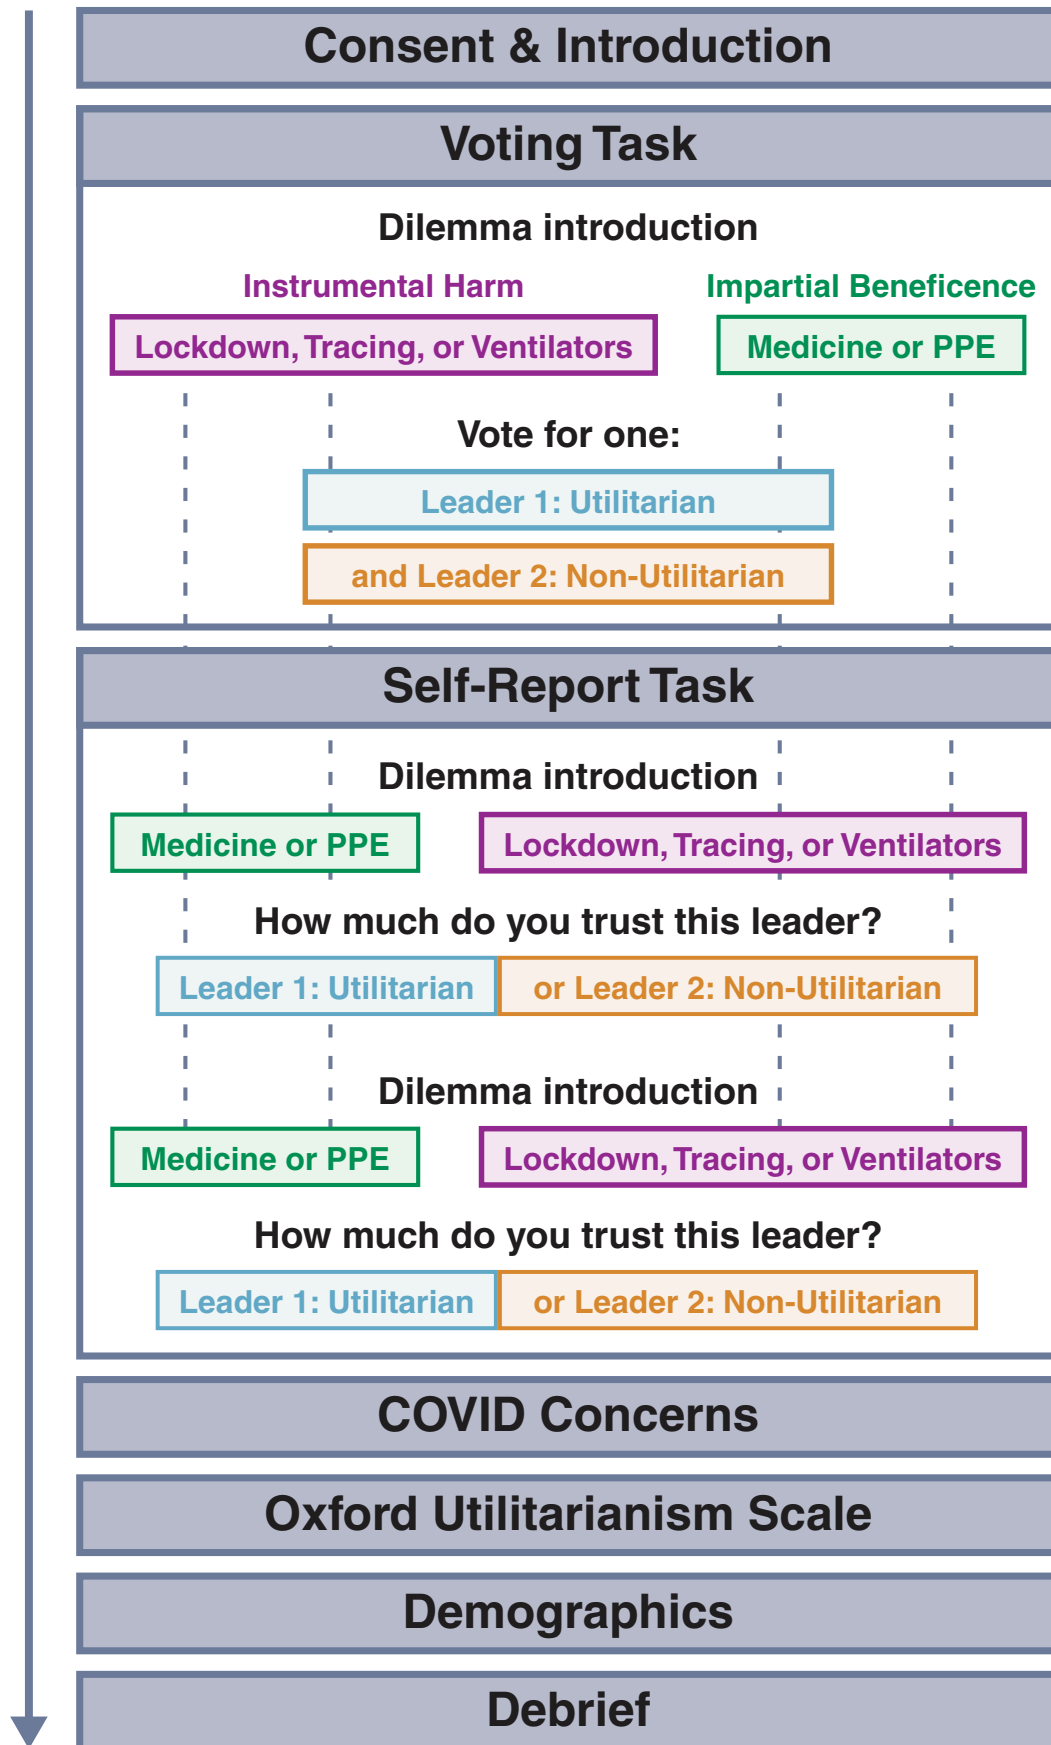 Consent & Introduction
Voting Task
Dilemma introduction
Instrumental Harm
Impartial Beneficence
Lockdown, Tracing, or Ventilators
Medicine or PPE
Vote for one:
Leader 1: Utilitarian
and Leader 2: Non-Utilitarian
Self-Report Task
Dilemma introduction
Medicine or PPE
Lockdown, Tracing, or Ventilators
How much do you trust this leader?
Leader 1: Utilitarian
or Leader 2: Non-Utilitarian
Dilemma introduction
Medicine or PPE
Lockdown, Tracing, or Ventilators
How much do you trust this leader?
Leader 1: Utilitarian
or Leader 2: Non-Utilitarian
COVID Concerns
Oxford Utilitarianism Scale
Demographics
Debrief